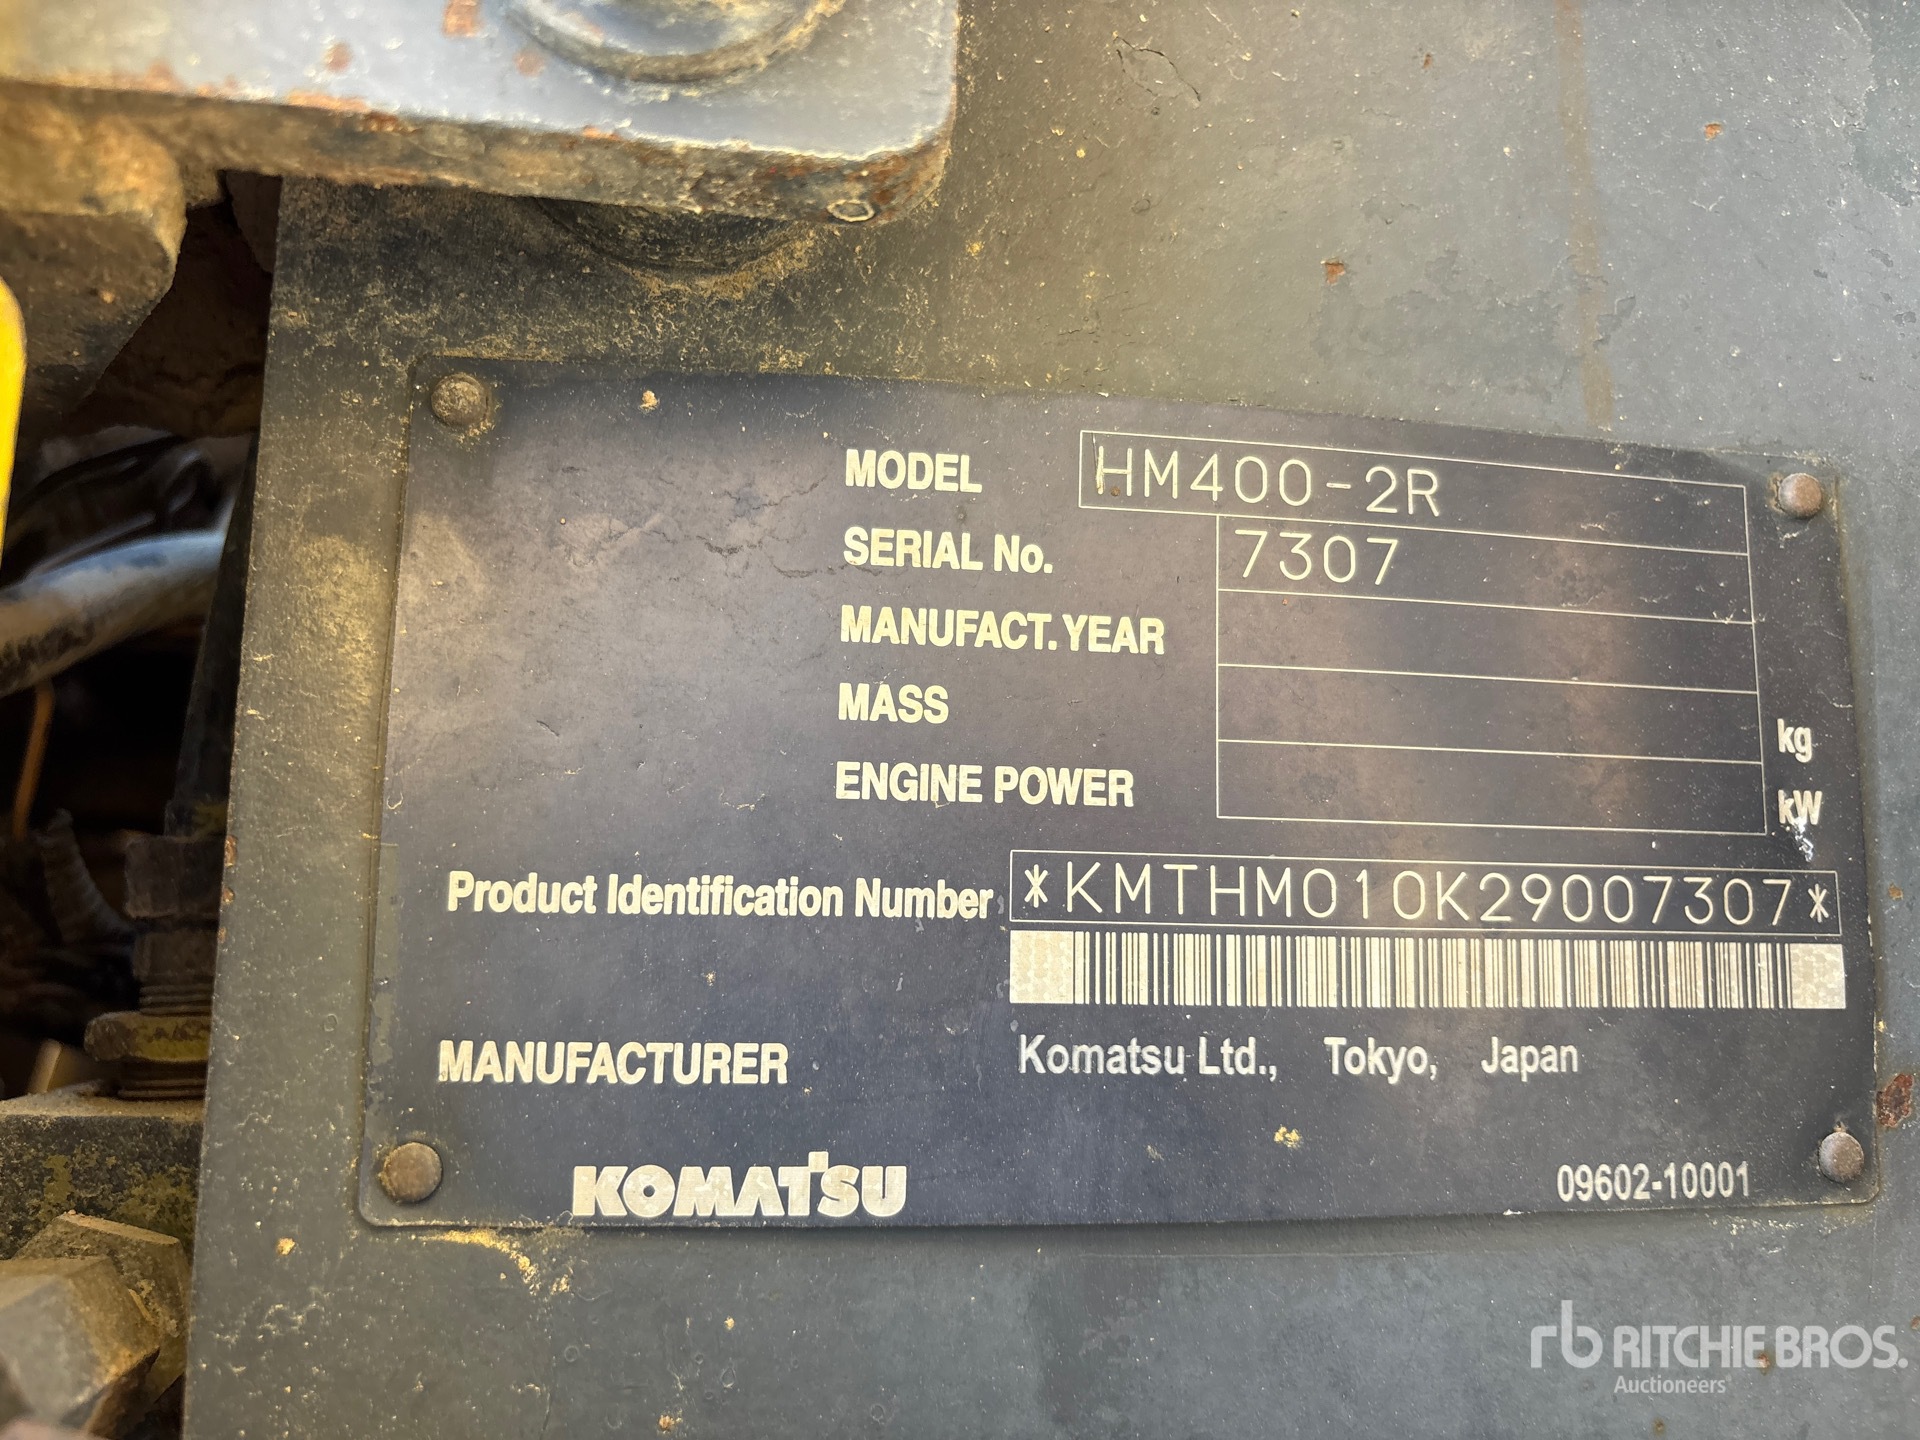 MODEL HM400-2R
SERIAL No. 7307
MANUFACT. YEAR
MASS kg
ENGINE POWER kW
Product Identification Number *KMTHM010K29007307*
MANUFACTURER Komatsu Ltd., Tokyo, Japan
KOMATSU 09602-10001
rb RITCHIE BROS.
Auctioneers